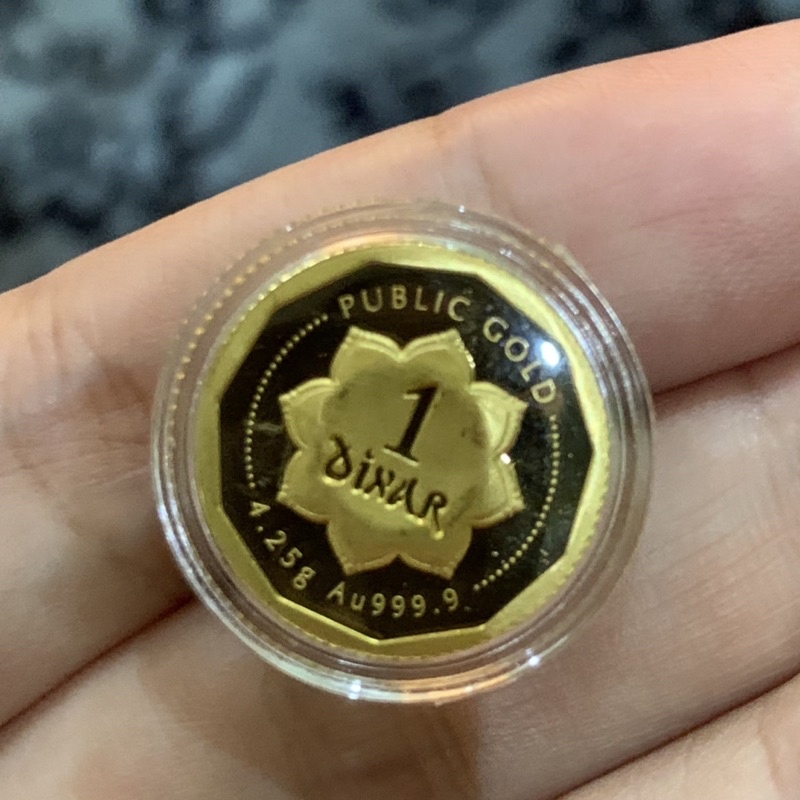 PUBLIC GOLD
1
DINAR
4.25g Au999.9